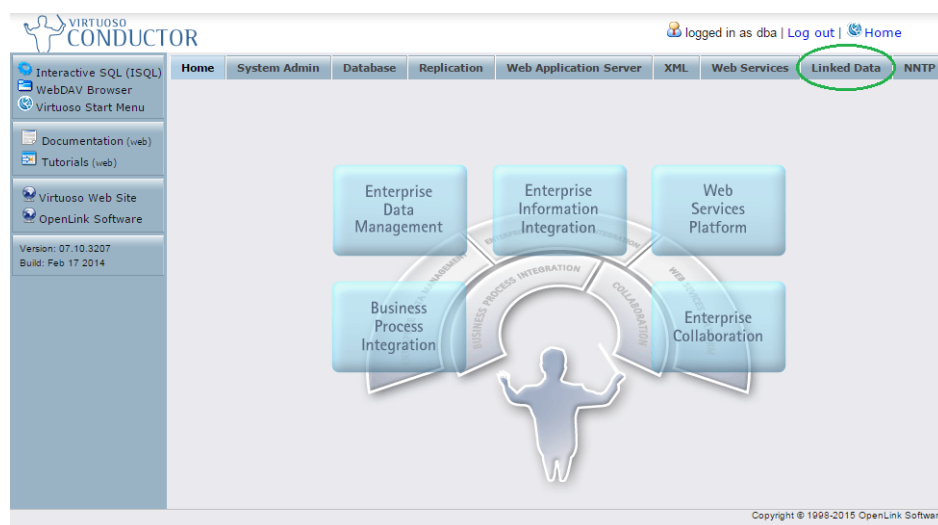 VIRTUOSO
CONDUCTOR
logged in as dba | Log out | Home
Interactive SQL (ISQL)
WebDAV Browser
Virtuoso Start Menu
Documentation (web)
Tutorials (web)
Virtuoso Web Site
OpenLink Software
Version: 07.10.3207
Build: Feb 17 2014
Home System Admin Database Replication Web Application Server XML Web Services Linked Data NNTP
Enterprise
Data
Management
Enterprise
Information
Integration
Web
Services
Platform
Business
Process
Integration
Enterprise
Collaboration
BUSINESS PROCESS INTEGRATION
COLLABORATION
Copyright © 1998-2015 OpenLink Softwar